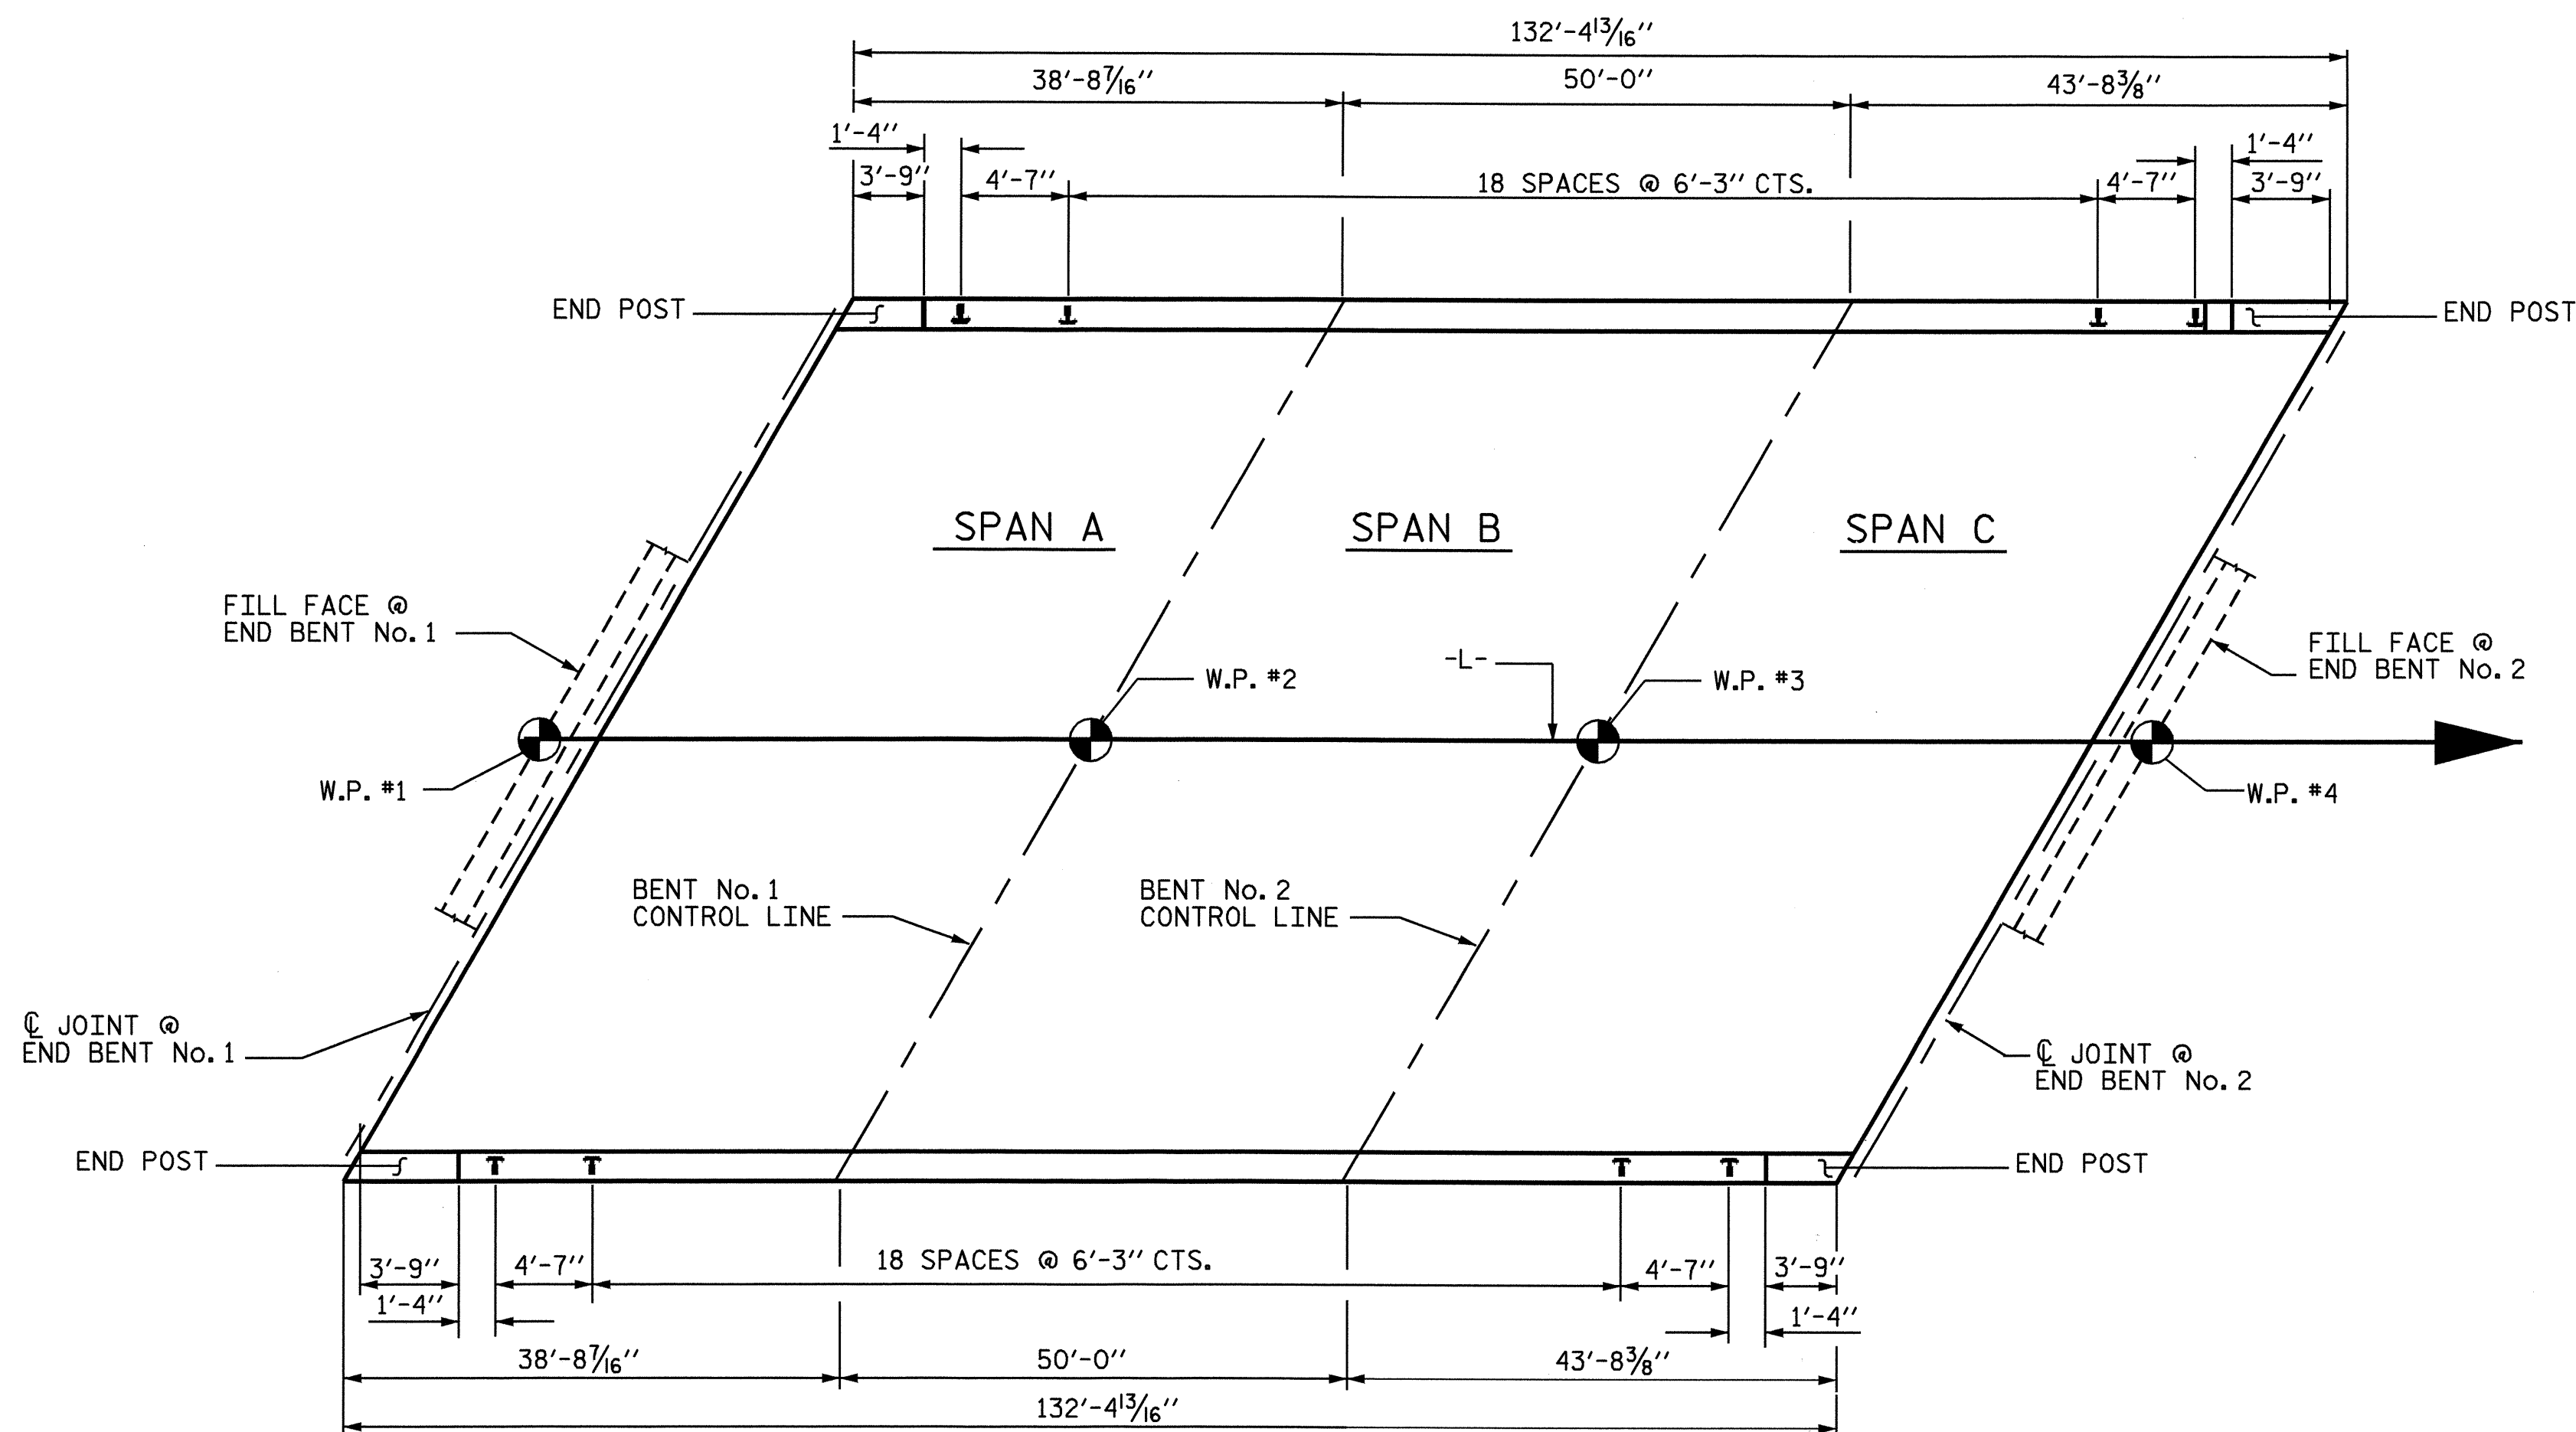 132'-4 13/16"
38'-8 7/16" 50'-0" 43'-8 3/8"
1'-4" 1'-4"
3'-9" 4'-7" 18 SPACES @ 6'-3" CTS. 4'-7" 3'-9"
END POST END POST
SPAN A SPAN B SPAN C
FILL FACE @
END BENT No. 1
FILL FACE @
END BENT No. 2
-L-
W.P. #2 W.P. #3
W.P. #1 W.P. #4
BENT No. 1
CONTROL LINE
BENT No. 2
CONTROL LINE
℄ JOINT @
END BENT No. 1
℄ JOINT @
END BENT No. 2
END POST END POST
3'-9" 4'-7" 18 SPACES @ 6'-3" CTS. 4'-7" 3'-9"
1'-4" 1'-4"
38'-8 7/16" 50'-0" 43'-8 3/8"
132'-4 13/16"